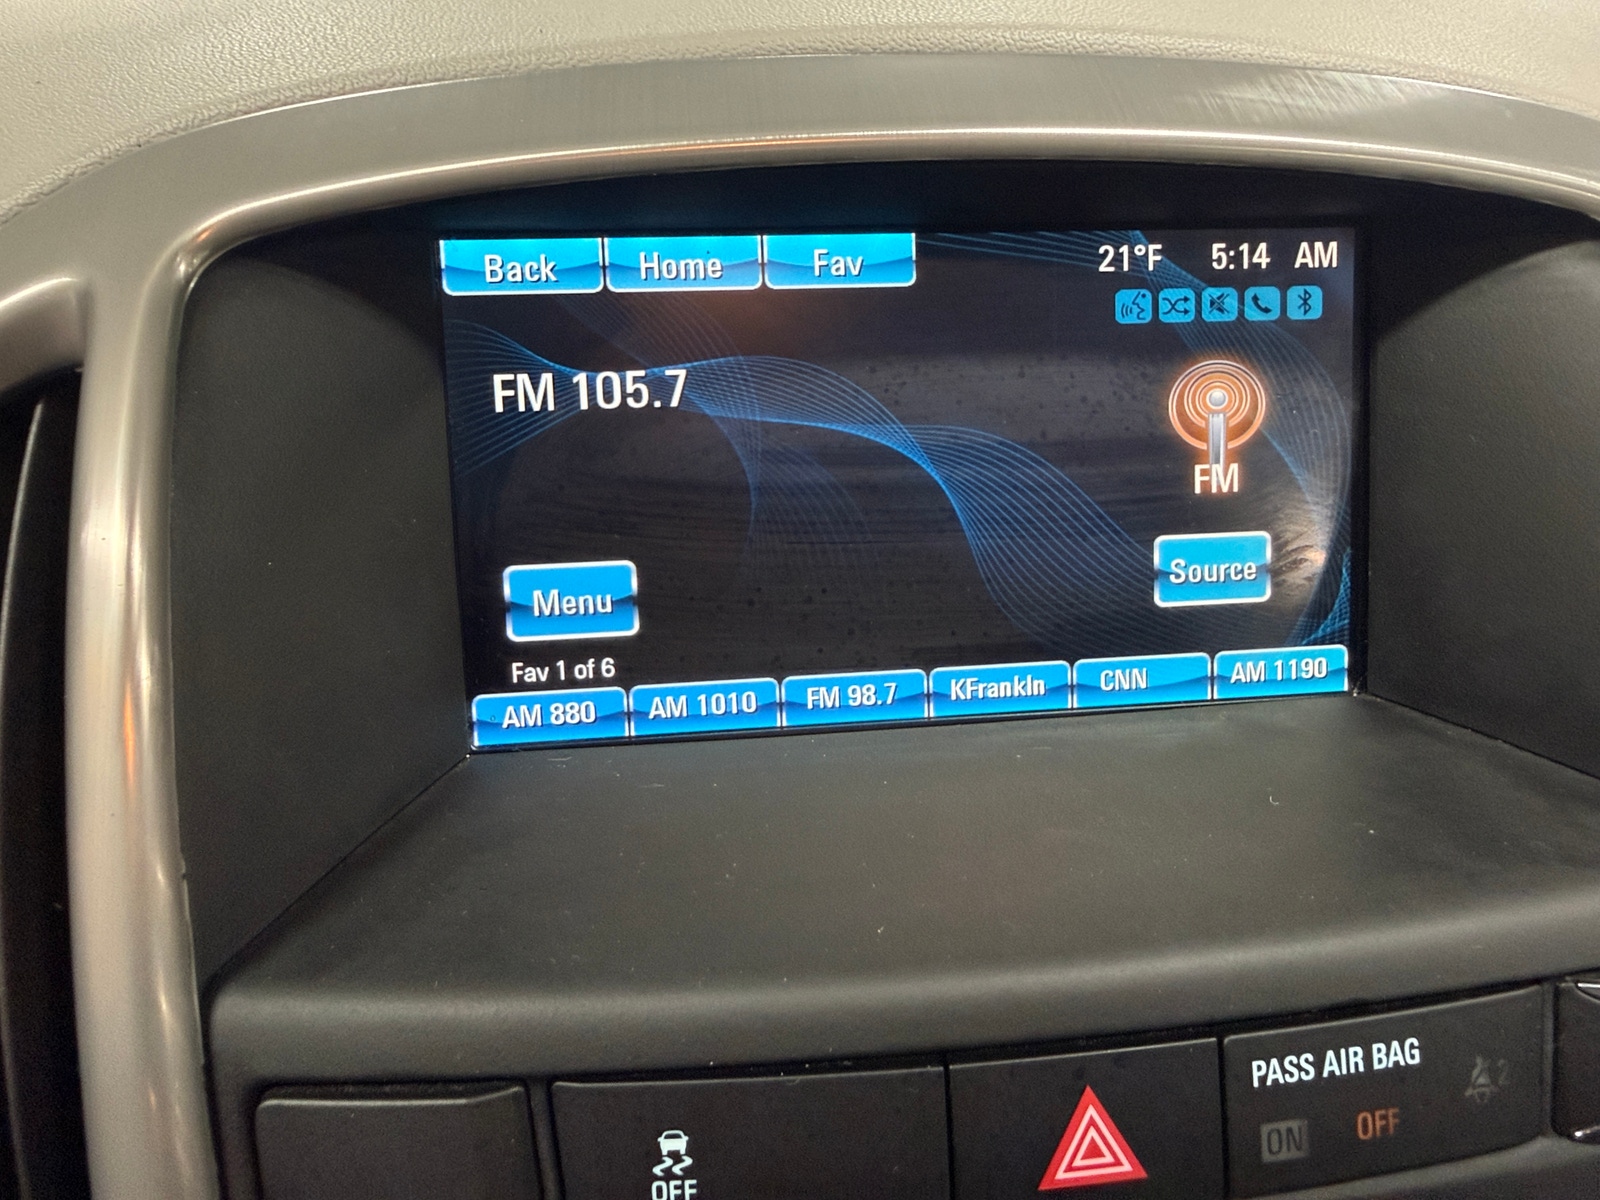 Back Home Fav 21°F 5:14 AM
FM 105.7
FM
Source
Menu
Fav 1 of 6
AM 880 AM 1010 FM 98.7 KFrankln CNN AM 1190
PASS AIR BAG
2
ON OFF
OFF